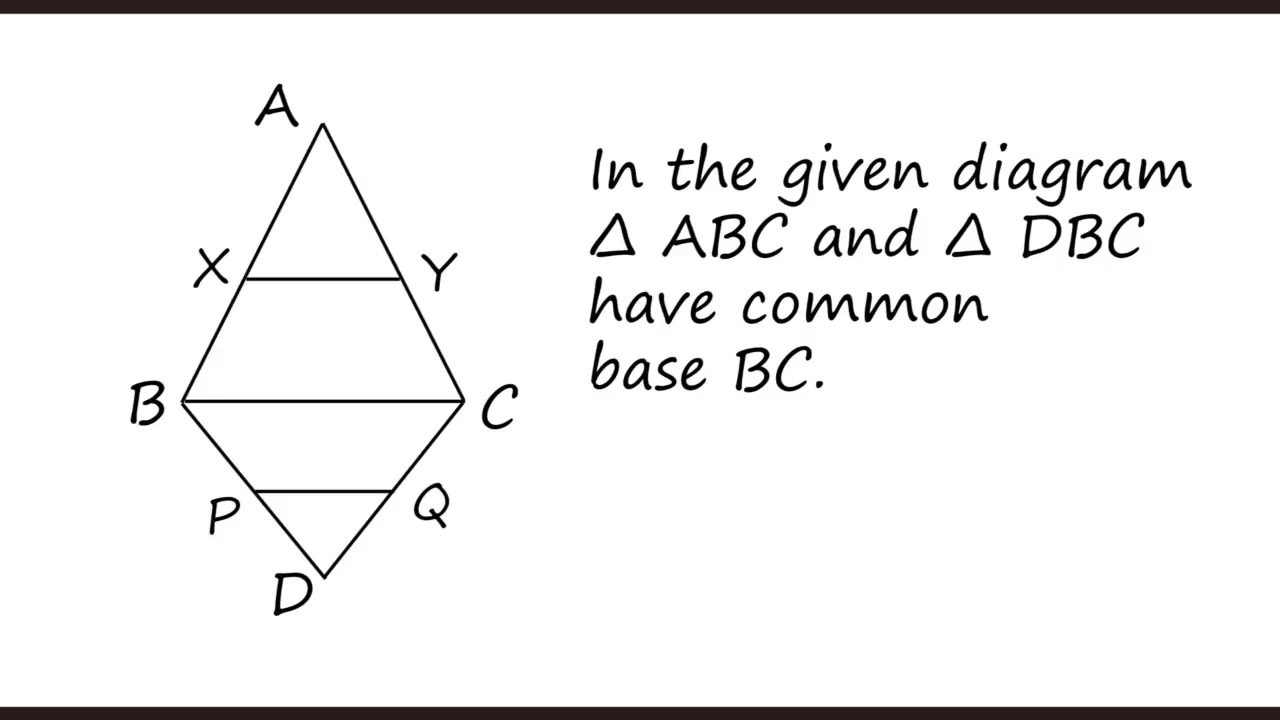 A
In the given diagram
Δ ABC and Δ DBC
X Y
have common
base BC.
B C
P Q
D